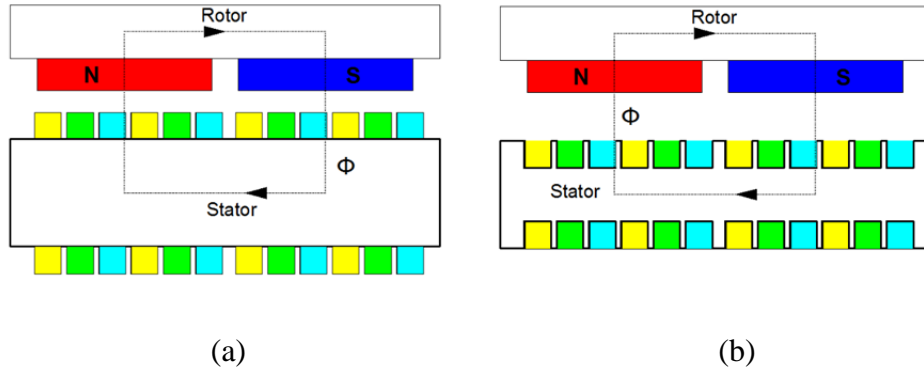 Rotor
N S
Φ
Stator
(a)
Rotor
N S
Φ
Stator
(b)